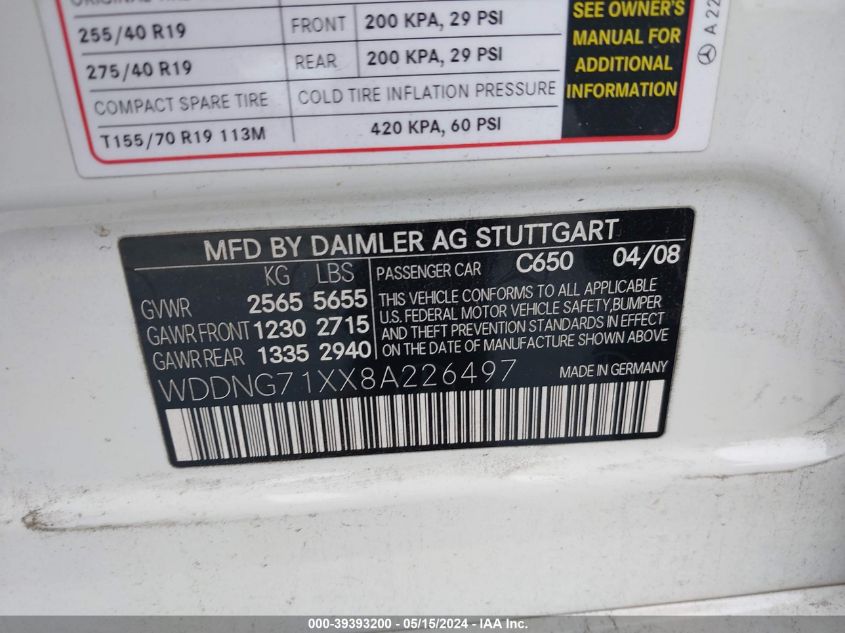 255/40 R19 FRONT 200 KPA, 29 PSI
275/40 R19 REAR 200 KPA, 29 PSI
COMPACT SPARE TIRE COLD TIRE INFLATION PRESSURE
T155/70 R19 113M 420 KPA, 60 PSI
SEE OWNER'S
MANUAL FOR
ADDITIONAL
INFORMATION
A 22
MFD BY DAIMLER AG STUTTGART
KG LBS PASSENGER CAR C650 04/08
GVWR 2565 5655
GAWR FRONT 1230 2715
GAWR REAR 1335 2940
THIS VEHICLE CONFORMS TO ALL APPLICABLE
U.S. FEDERAL MOTOR VEHICLE SAFETY,BUMPER
AND THEFT PREVENTION STANDARDS IN EFFECT
ON THE DATE OF MANUFACTURE SHOWN ABOVE
WDDNG71XX8A226497 MADE IN GERMANY
000-39393200 - 05/15/2024 - IAAI Inc.